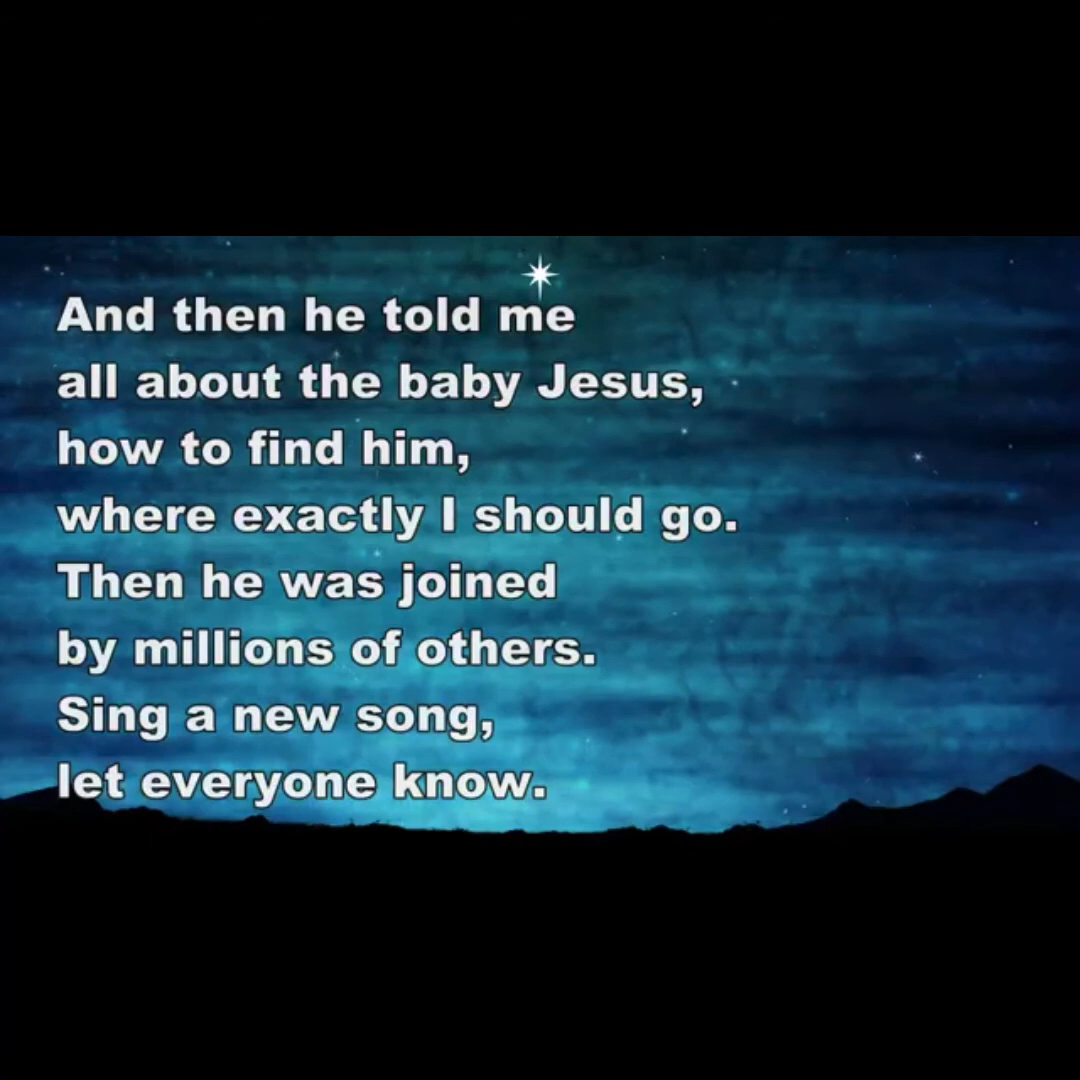 And then he told me
all about the baby Jesus,
how to find him,
where exactly I should go.
Then he was joined
by millions of others.
Sing a new song,
let everyone know.